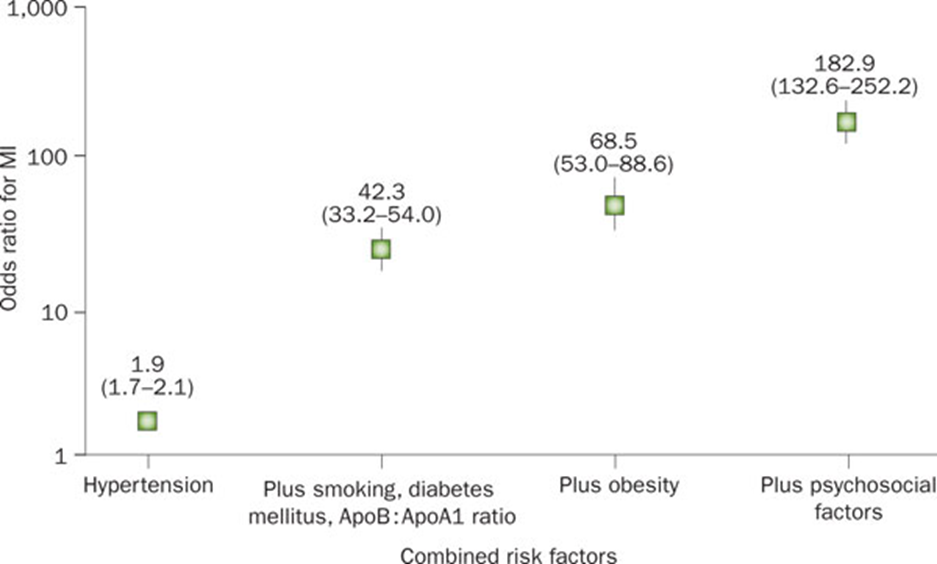 1,000
100
10
1
Odds ratio for MI
1.9
(1.7–2.1)
42.3
(33.2–54.0)
68.5
(53.0–88.6)
182.9
(132.6–252.2)
Hypertension
Plus smoking, diabetes
mellitus, ApoB:ApoA1 ratio
Plus obesity
Plus psychosocial
factors
Combined risk factors